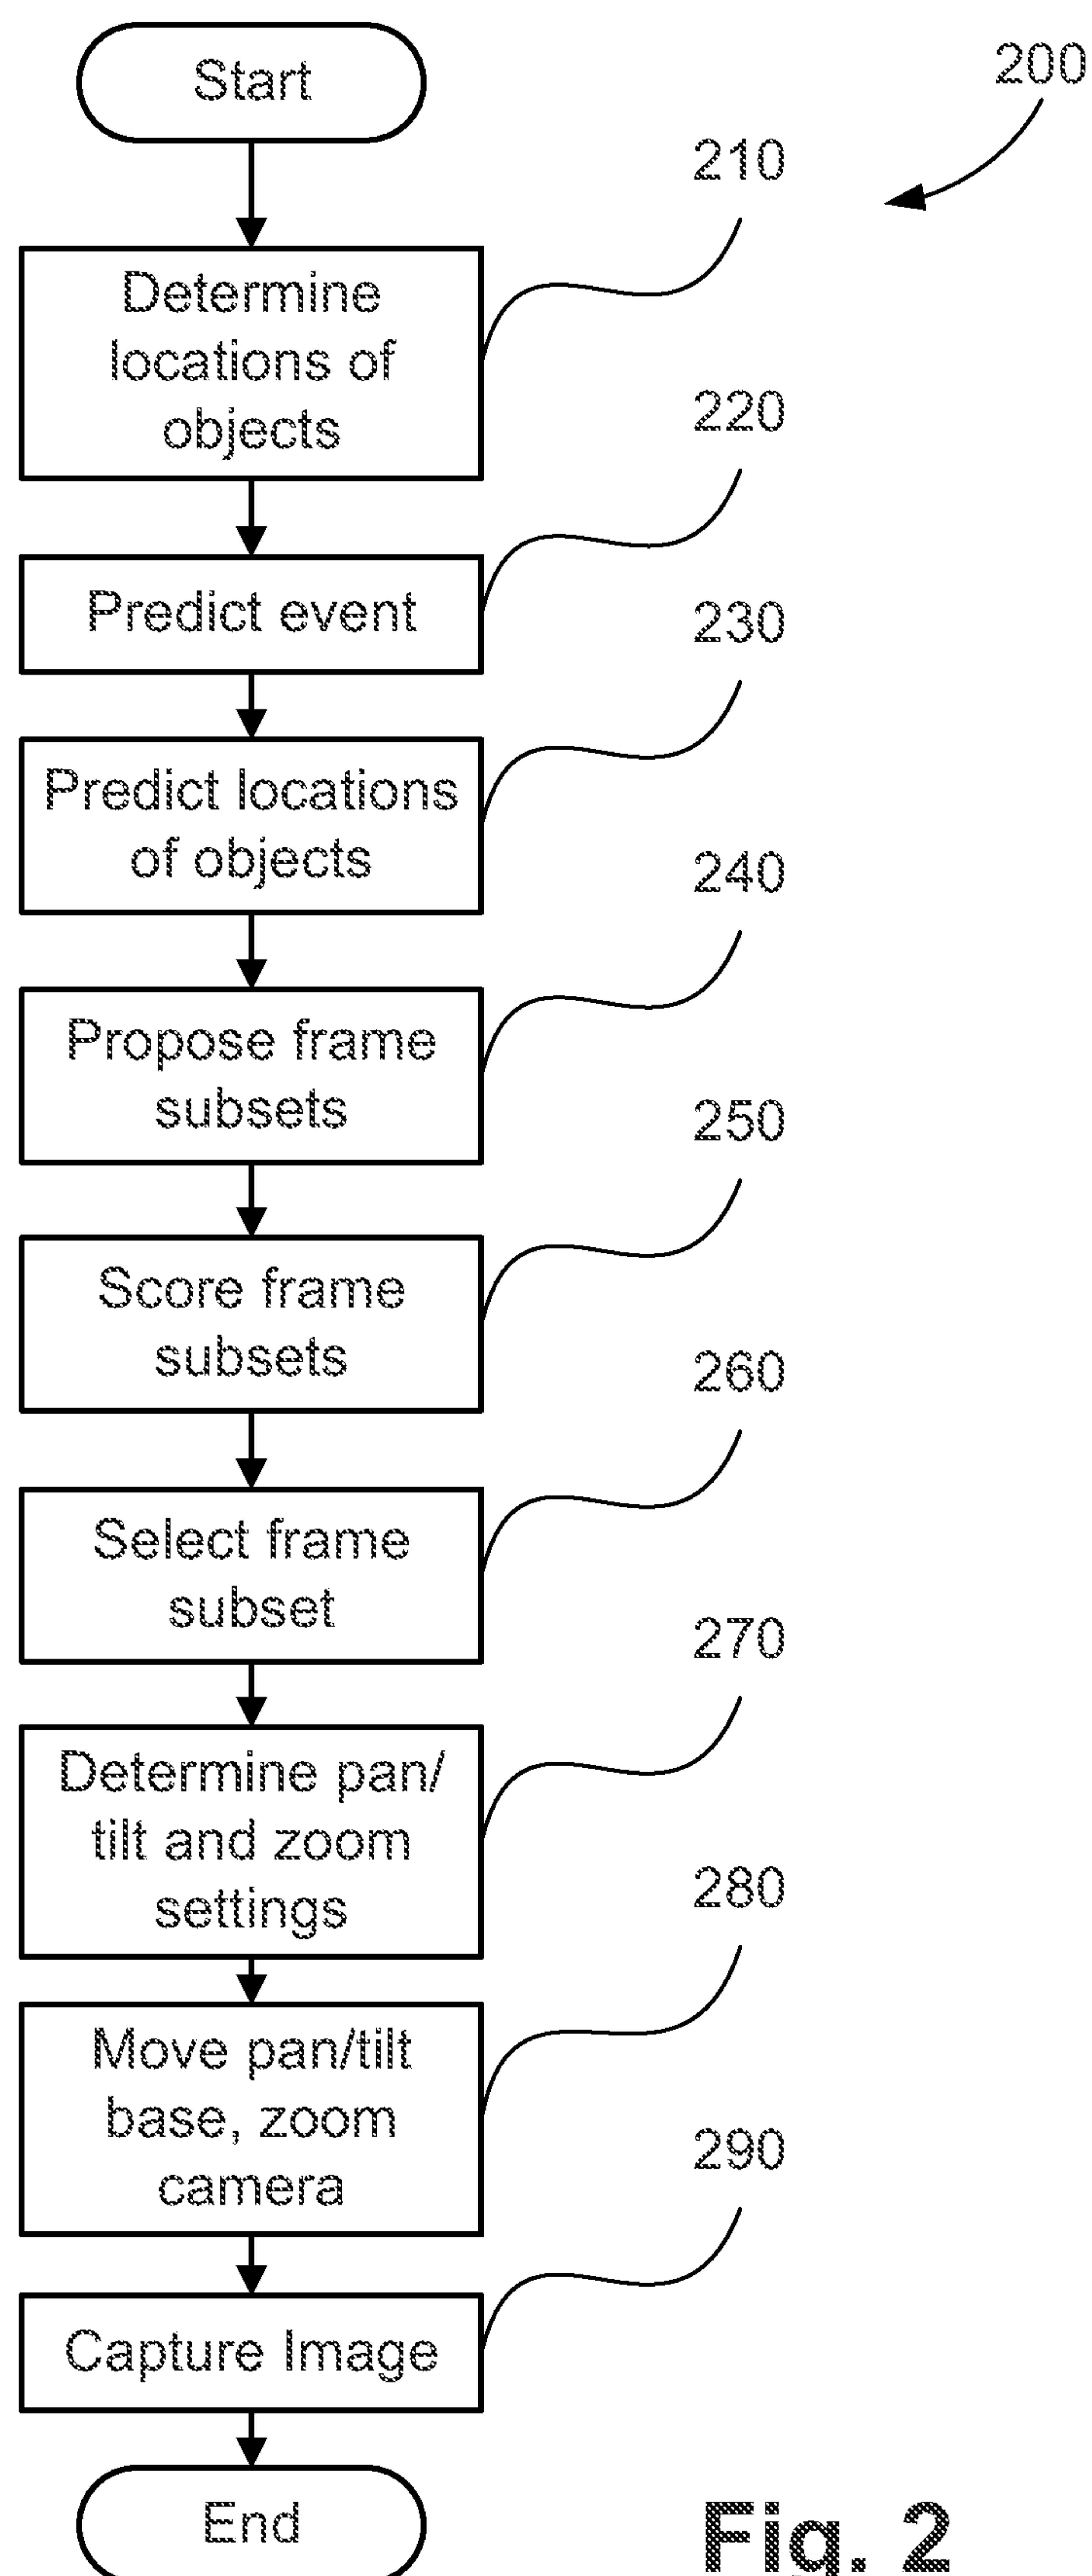 Start
200
210
Determine
locations of
objects
220
Predict event
230
Predict locations
of objects
240
Propose frame
subsets
250
Score frame
subsets
260
Select frame
subset
270
Determine pan/
tilt and zoom
settings
280
Move pan/tilt
base, zoom
camera
290
Capture Image
End
Fig. 2